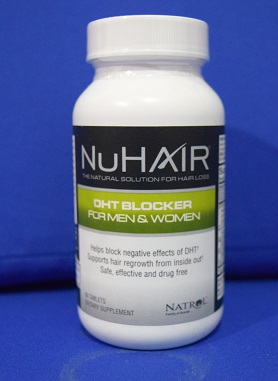 NUHAIR
THE NATURAL SOLUTION FOR HAIR LOSS
DHT BLOCKER
FOR MEN & WOMEN
Helps block negative effects of DHT†
Supports hair regrowth from inside out†
Safe, effective and drug free
60 TABLETS
DIETARY SUPPLEMENT
NATROL